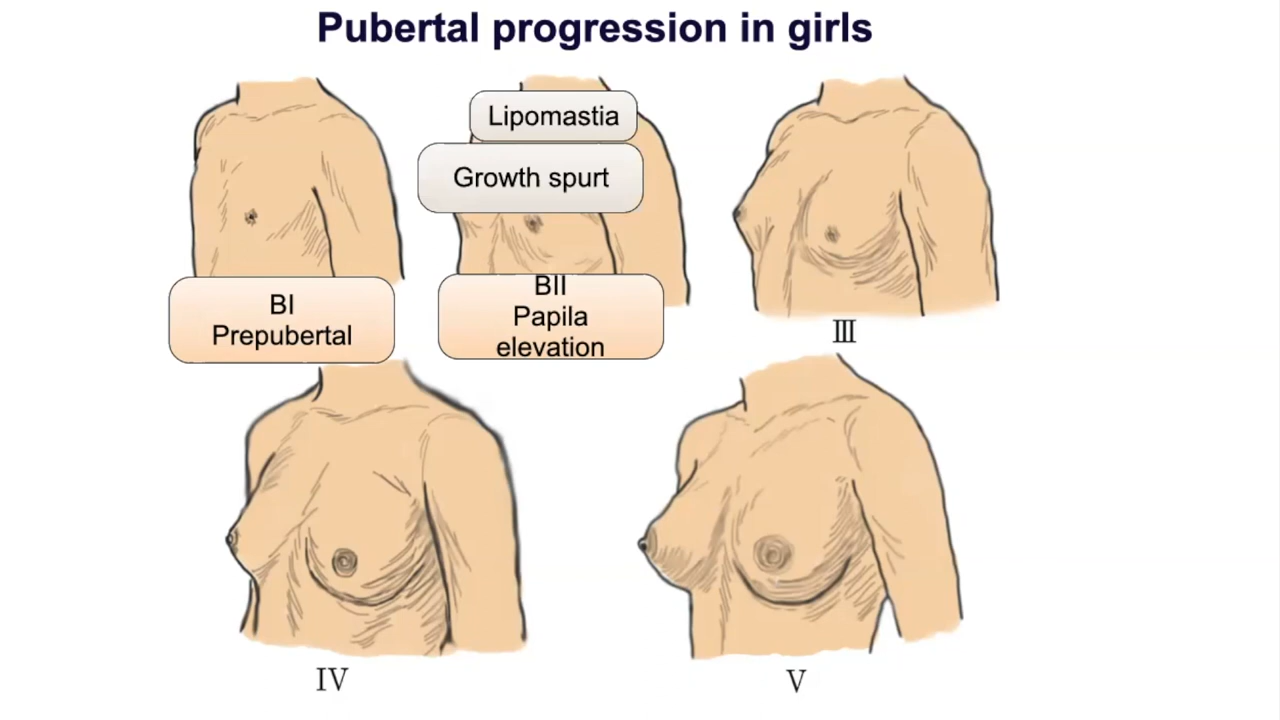 Pubertal progression in girls
Lipomastia
Growth spurt
BI
Prepubertal
BII
Papila
elevation
III
IV
V